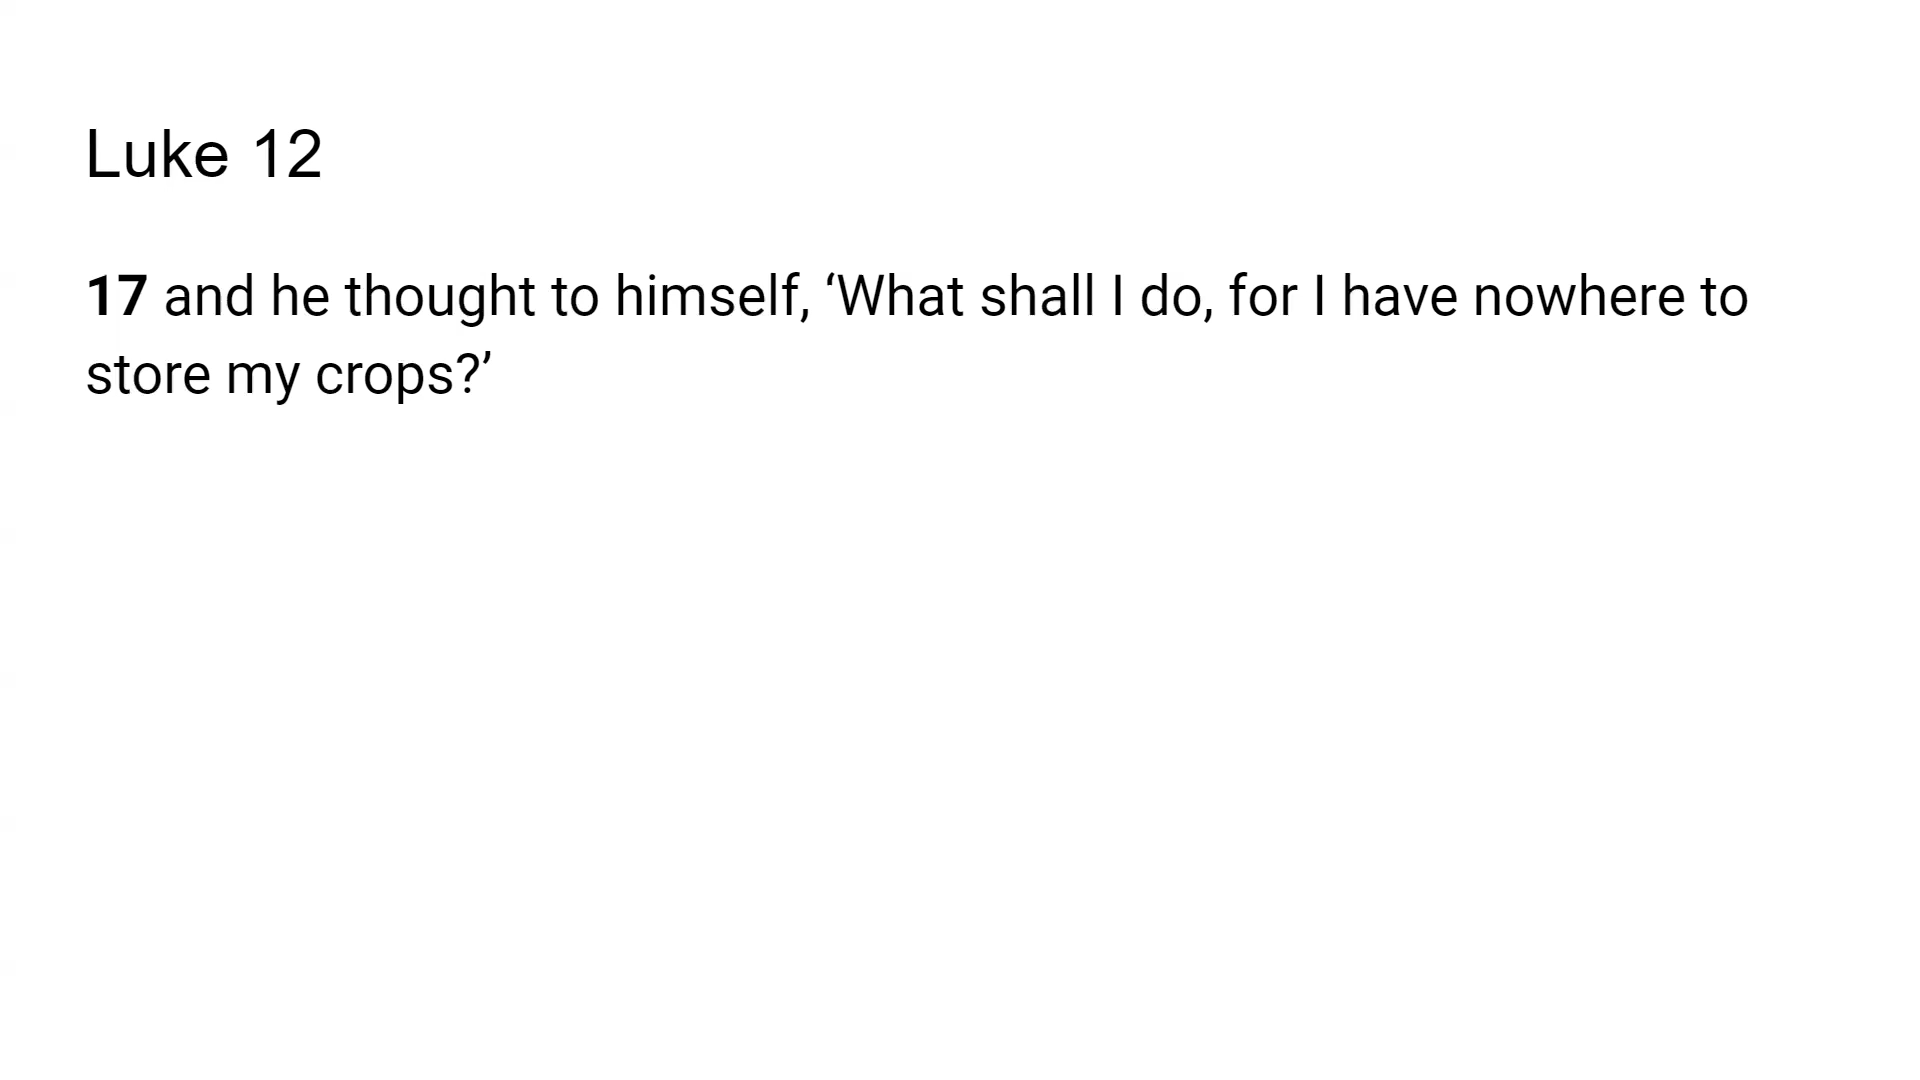 Luke 12
17 and he thought to himself, ‘What shall I do, for I have nowhere to
store my crops?’